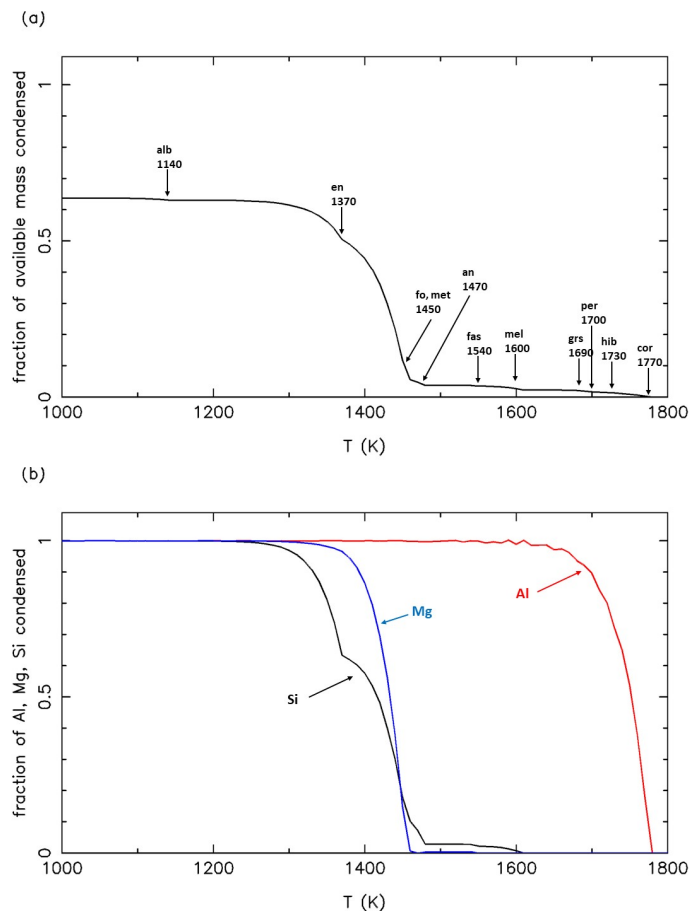 (a)
fraction of available mass condensed
1
0.5
0
alb
1140
en
1370
fo, met
1450
an
1470
fas
1540
mel
1600
grs
1690
per
1700
hib
1730
cor
1770
1000
1200
1400
1600
1800
T (K)
(b)
fraction of Al, Mg, Si condensed
1
0.5
0
Al
Mg
Si
1000
1200
1400
1600
1800
T (K)